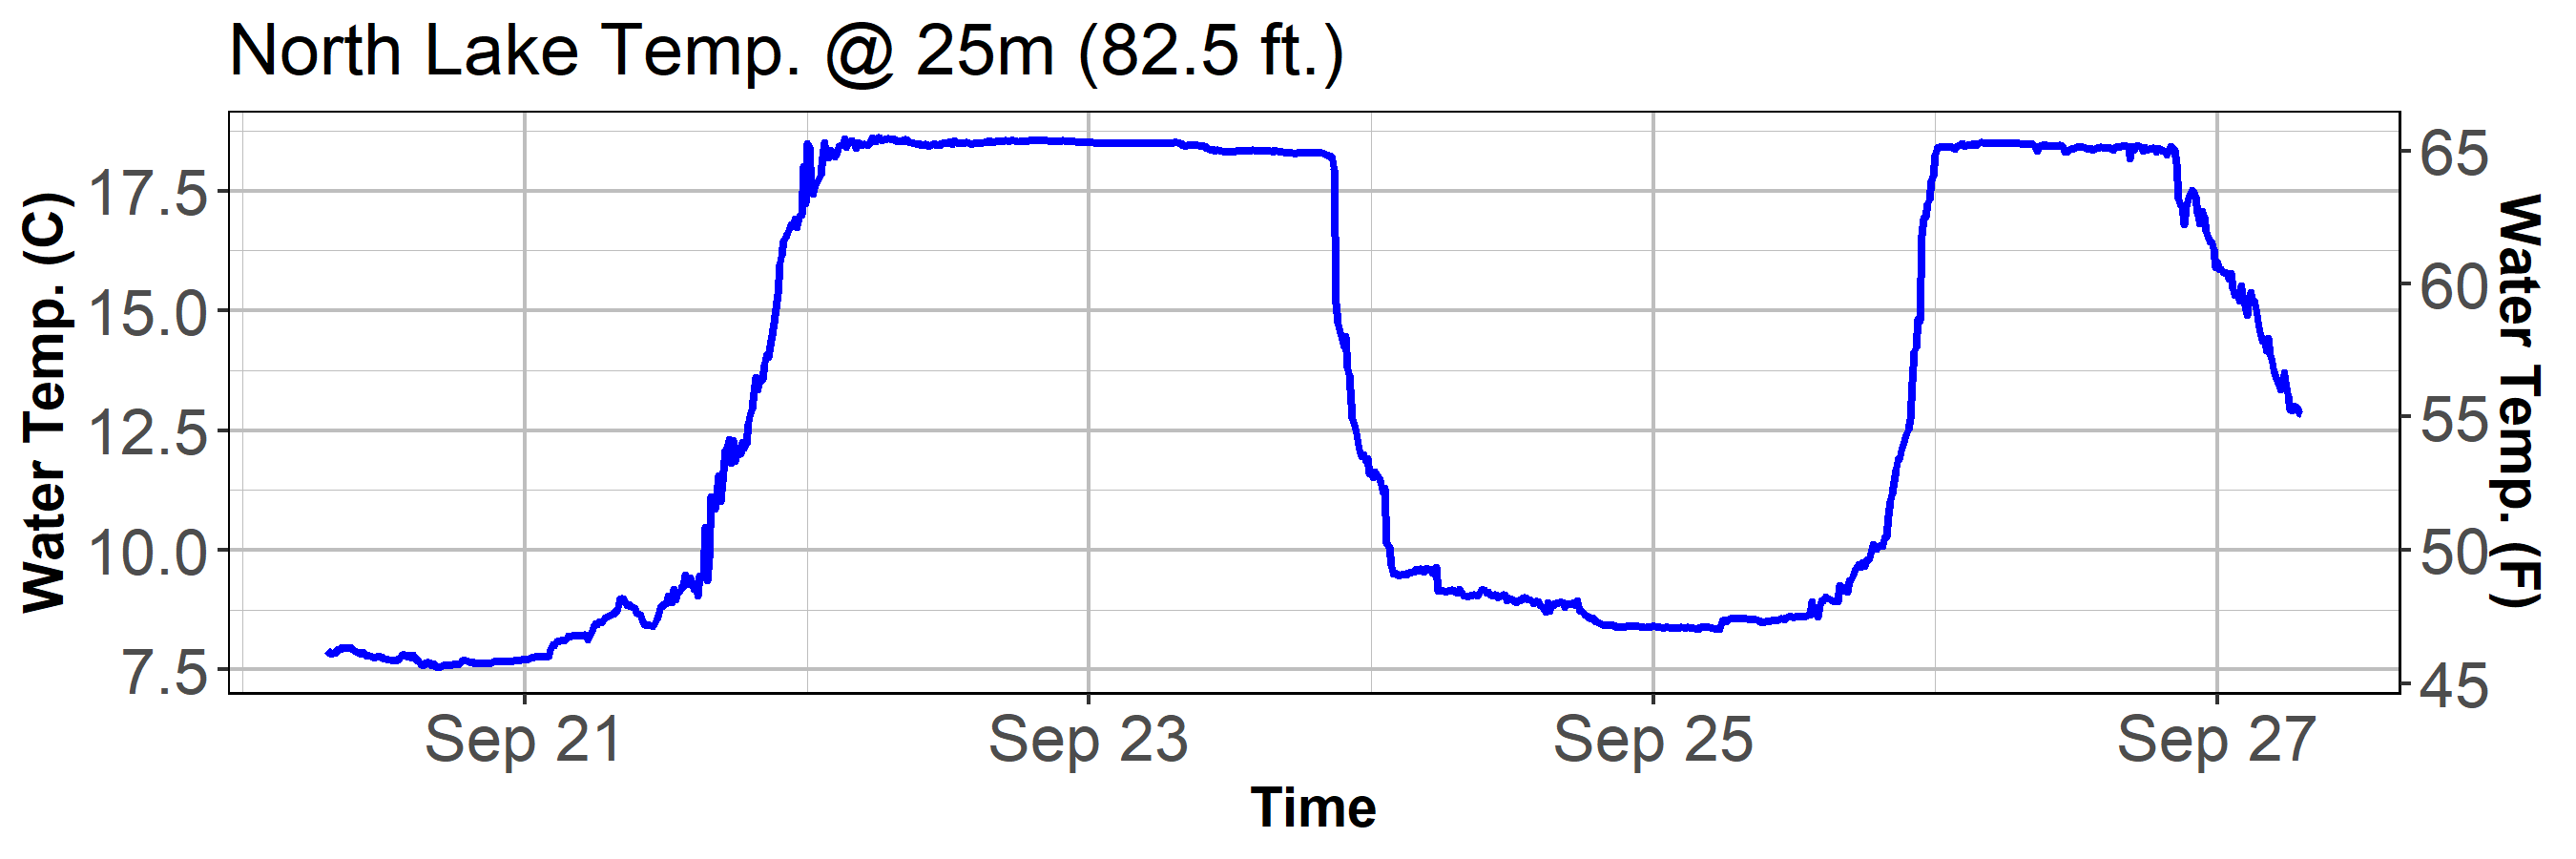 North Lake Temp. @ 25m (82.5 ft.)
Water Temp. (C)
17.5
15.0
12.5
10.0
7.5
65
60
55
50
45
Water Temp. (F)
Sep 21 Sep 23 Sep 25 Sep 27
Time